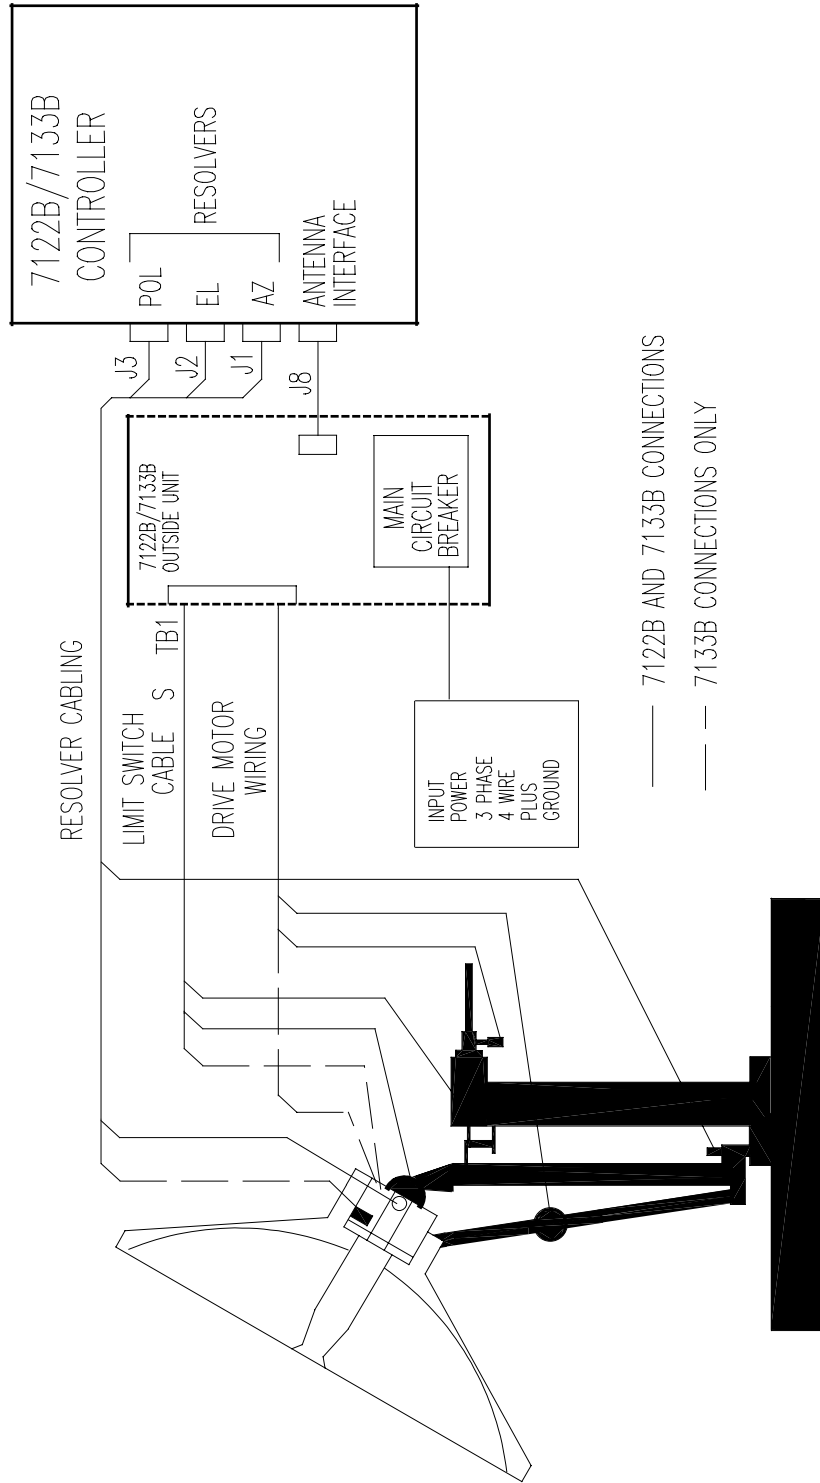 7122B/7133B
CONTROLLER
POL
EL
AZ
RESOLVERS
ANTENNA
INTERFACE
J3
J2
J1
J8
7122B/7133B
OUTSIDE UNIT
MAIN
CIRCUIT
BREAKER
TB1
RESOLVER CABLING
LIMIT SWITCH
CABLE S
DRIVE MOTOR
WIRING
INPUT
POWER
3 PHASE
4 WIRE
PLUS
GROUND
7122B AND 7133B CONNECTIONS
7133B CONNECTIONS ONLY